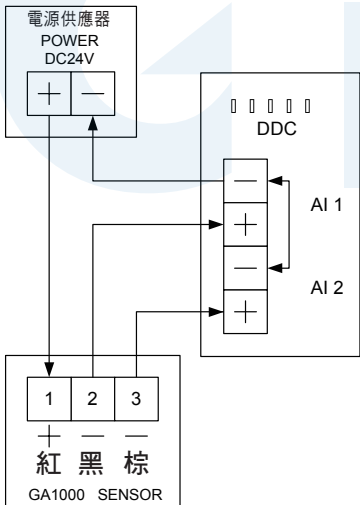 電源供應器
POWER
DC24V
+ −
DDC
−
AI 1
+
−
AI 2
+
1 2 3
+ − −
紅 黑 棕
GA1000 SENSOR